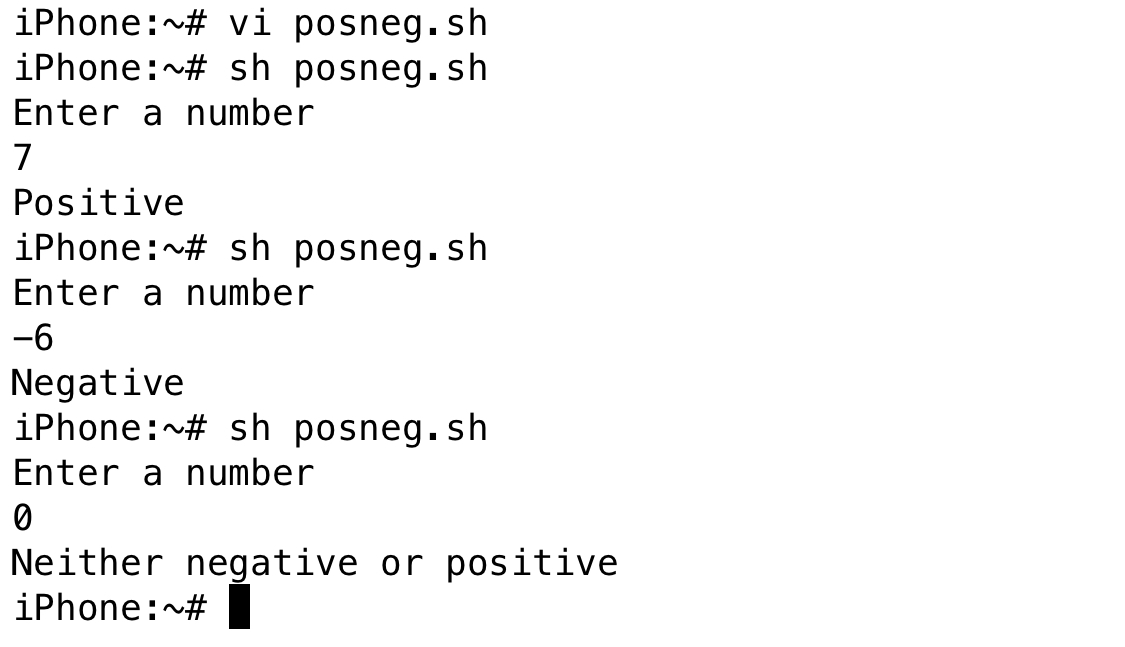 iPhone:~# vi posneg.sh
iPhone:~# sh posneg.sh
Enter a number
7
Positive
iPhone:~# sh posneg.sh
Enter a number
-6
Negative
iPhone:~# sh posneg.sh
Enter a number
0
Neither negative or positive
iPhone:~#